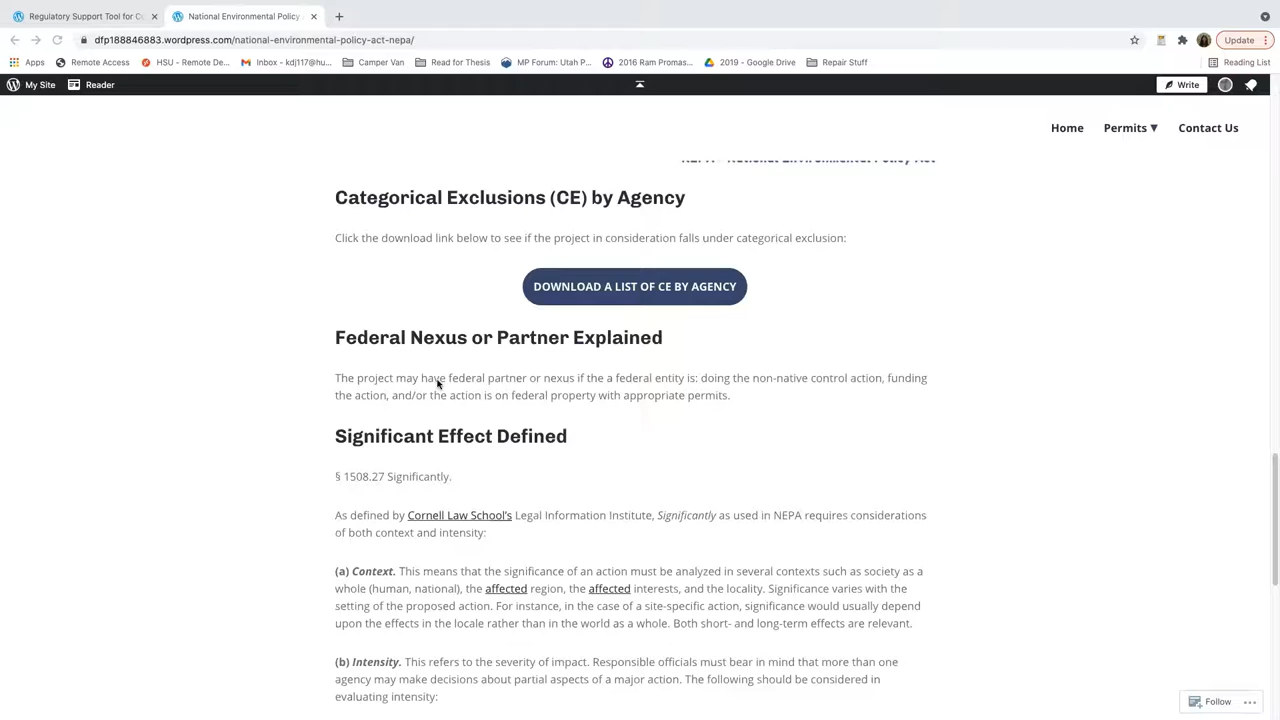 Regulatory Support Tool for C
National Environmental Policy
dfp188846883.wordpress.com/national-environmental-policy-act-nepa/
Update
Apps
Remote Access
HSU - Remote De...
Inbox - kdj117@hu...
Camper Van
Read for Thesis
MP Forum: Utah P...
2016 Ram Promas...
2019 - Google Drive
Repair Stuff
Reading List
My Site
Reader
Write
Home
Permits ▼
Contact Us
NEPA - National Environmental Policy Act
Categorical Exclusions (CE) by Agency
Click the download link below to see if the project in consideration falls under categorical exclusion:
DOWNLOAD A LIST OF CE BY AGENCY
Federal Nexus or Partner Explained
The project may have federal partner or nexus if the a federal entity is: doing the non-native control action, funding
the action, and/or the action is on federal property with appropriate permits.
Significant Effect Defined
§ 1508.27 Significantly.
As defined by Cornell Law School's Legal Information Institute, Significantly as used in NEPA requires considerations
of both context and intensity:
(a) Context. This means that the significance of an action must be analyzed in several contexts such as society as a
whole (human, national), the affected region, the affected interests, and the locality. Significance varies with the
setting of the proposed action. For instance, in the case of a site-specific action, significance would usually depend
upon the effects in the locale rather than in the world as a whole. Both short- and long-term effects are relevant.
(b) Intensity. This refers to the severity of impact. Responsible officials must bear in mind that more than one
agency may make decisions about partial aspects of a major action. The following should be considered in
evaluating intensity:
Follow